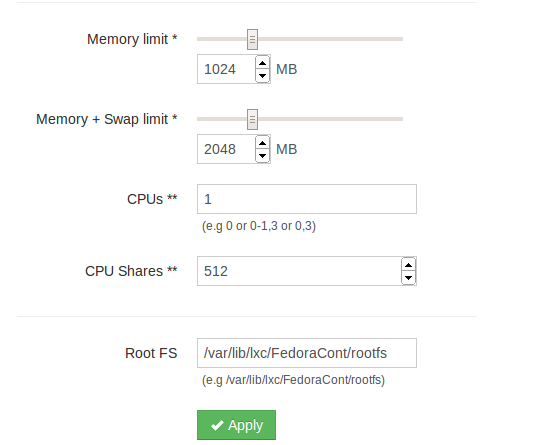 Memory limit *
1024 MB
Memory + Swap limit *
2048 MB
CPUs **
1
(e.g 0 or 0-1,3 or 0,3)
CPU Shares **
512
Root FS
/var/lib/lxc/FedoraCont/rootfs
(e.g /var/lib/lxc/FedoraCont/rootfs)
Apply